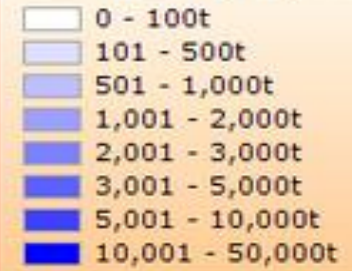 0 - 100t
101 - 500t
501 - 1,000t
1,001 - 2,000t
2,001 - 3,000t
3,001 - 5,000t
5,001 - 10,000t
10,001 - 50,000t